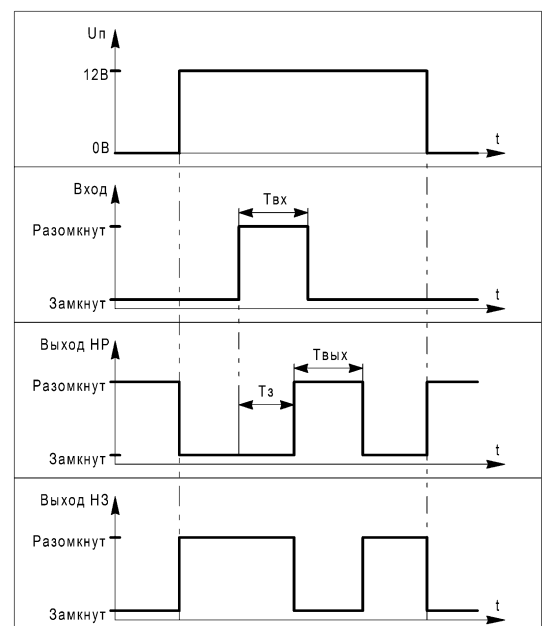 Uп
12В
0В
t
Вход
Твх
Разомкнут
Замкнут
t
Выход НР
Твых
Разомкнут
Тз
Замкнут
t
Выход НЗ
Разомкнут
Замкнут
t